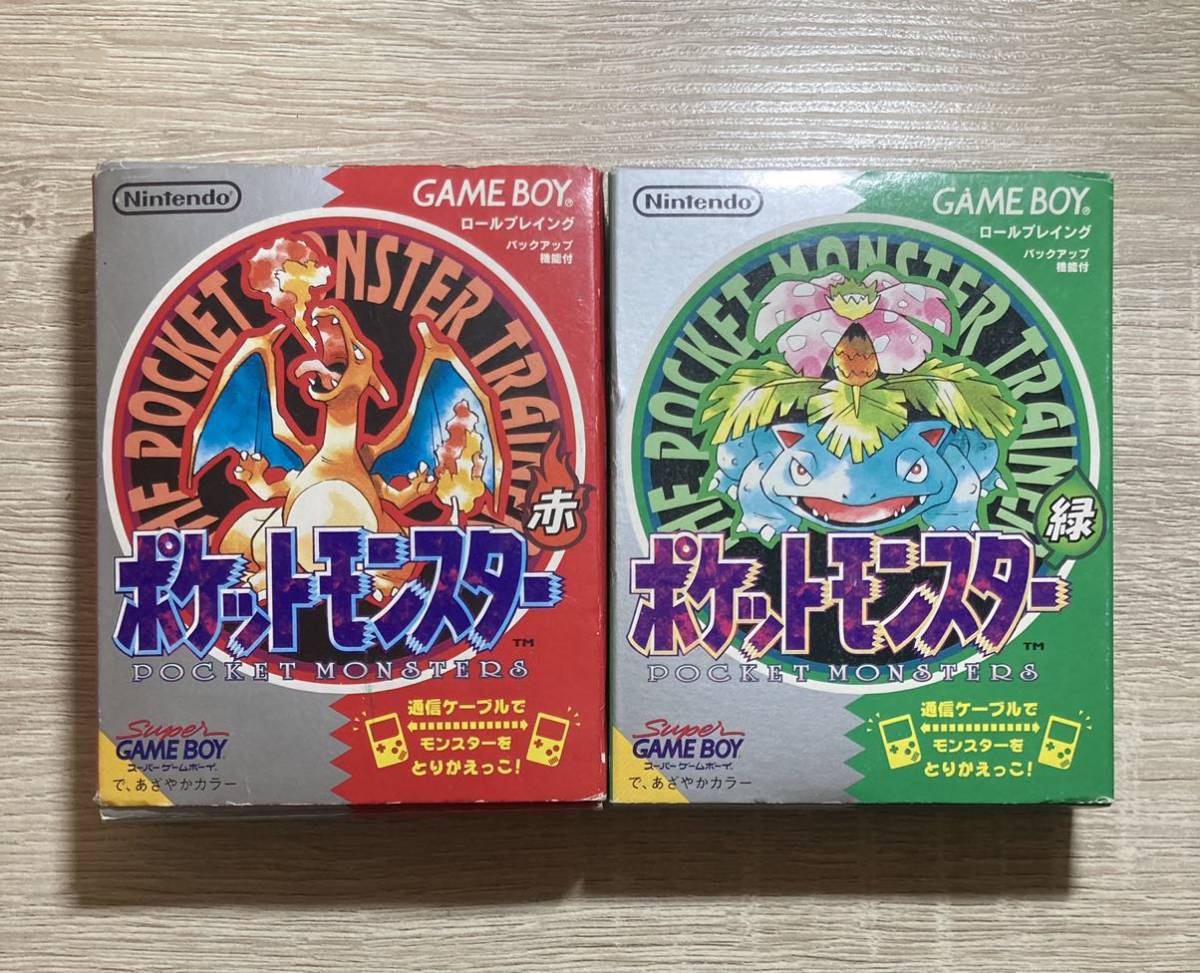 Nintendo®
GAME BOY®
ロールプレイング
バックアップ
機能付
POCKET MONSTER TRAINE
赤
ポケットモンスター™
POCKET MONSTERS
通信ケーブルで
モンスターを
とりかえっこ!
Super
GAME BOY
スーパーゲームボーイ
で、あざやかカラー
Nintendo®
GAME BOY®
ロールプレイング
バックアップ
機能付
POCKET MONSTER TRAINE
緑
ポケットモンスター™
POCKET MONSTERS
通信ケーブルで
モンスターを
とりかえっこ!
Super
GAME BOY
スーパーゲームボーイ
で、あざやかカラー